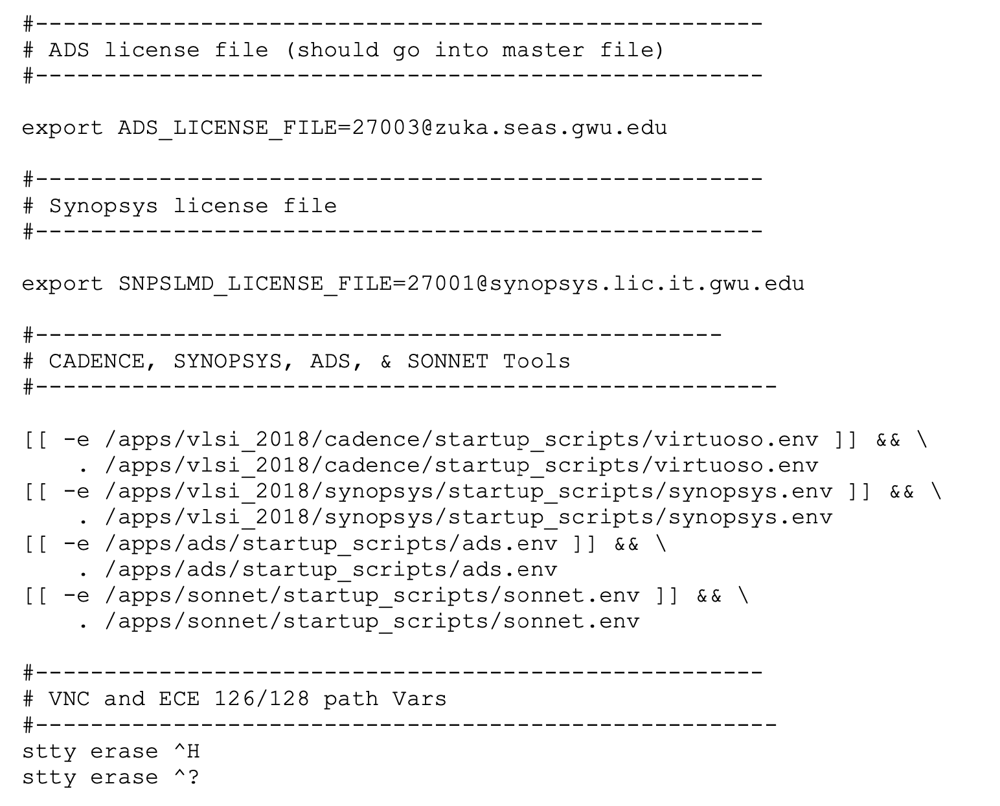 #-----------------------------------------------------
# ADS license file (should go into master file)
#-----------------------------------------------------
export ADS_LICENSE_FILE=27003@zuka.seas.gwu.edu
#-----------------------------------------------------
# Synopsys license file
#-----------------------------------------------------
export SNPSLMD_LICENSE_FILE=27001@synopsys.lic.it.gwu.edu
#--------------------------------------------------
# CADENCE, SYNOPSYS, ADS, & SONNET Tools
#------------------------------------------------------
[[ -e /apps/vlsi_2018/cadence/startup_scripts/virtuoso.env ]] && \
    . /apps/vlsi_2018/cadence/startup_scripts/virtuoso.env
[[ -e /apps/vlsi_2018/synopsys/startup_scripts/synopsys.env ]] && \
    . /apps/vlsi_2018/synopsys/startup_scripts/synopsys.env
[[ -e /apps/ads/startup_scripts/ads.env ]] && \
    . /apps/ads/startup_scripts/ads.env
[[ -e /apps/sonnet/startup_scripts/sonnet.env ]] && \
    . /apps/sonnet/startup_scripts/sonnet.env
#-----------------------------------------------------
# VNC and ECE 126/128 path Vars
#------------------------------------------------------
stty erase ^H
stty erase ^?